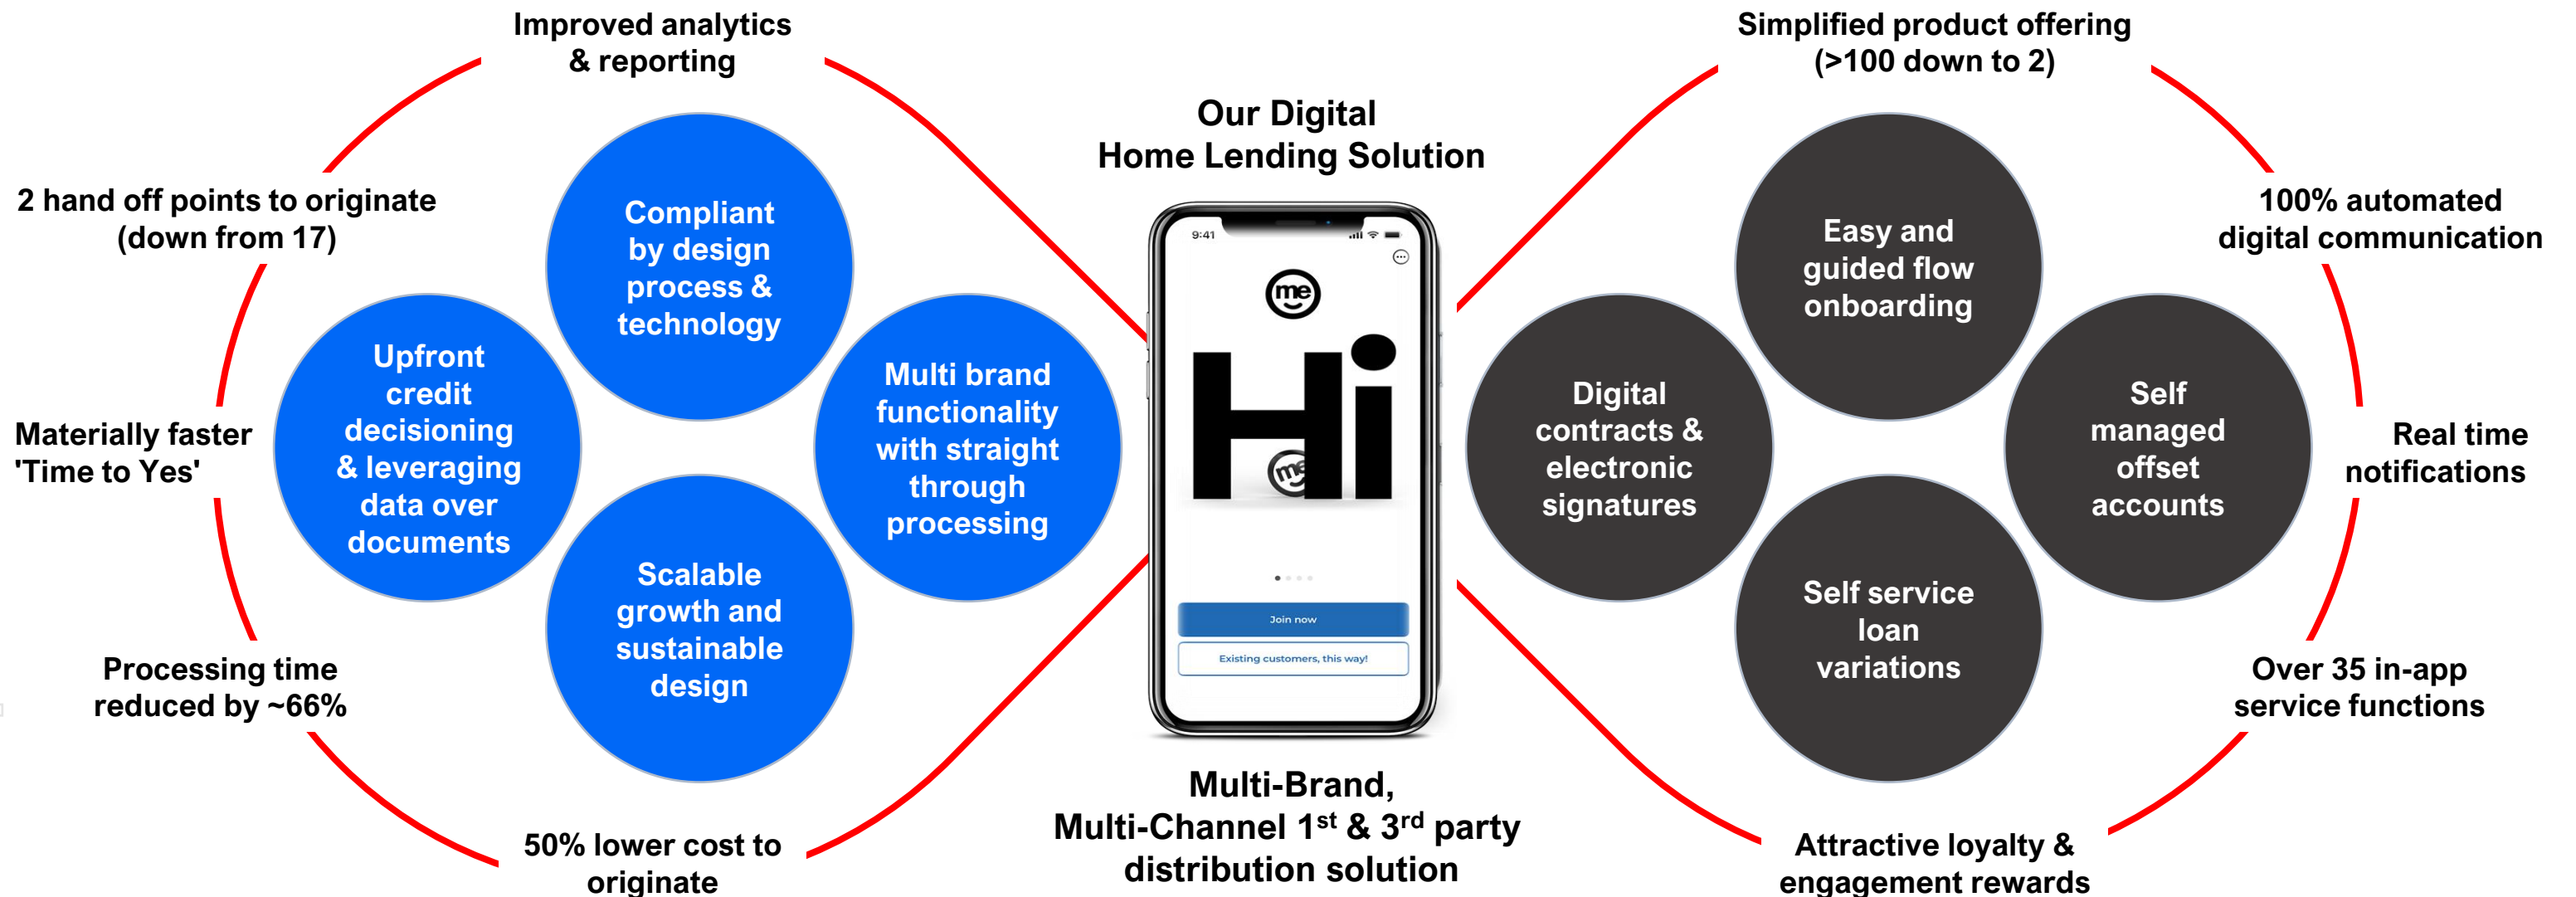 Improved analytics
& reporting
2 hand off points to originate
(down from 17)
Materially faster
'Time to Yes'
Processing time
reduced by ~66%
50% lower cost to
originate
Compliant
by design
process &
technology
Upfront
credit
decisioning
& leveraging
data over
documents
Multi brand
functionality
with straight
through
processing
Scalable
growth and
sustainable
design
Our Digital
Home Lending Solution
9:41
me
Hi
me
Join now
Existing customers, this way!
Multi-Brand,
Multi-Channel 1st & 3rd party
distribution solution
Simplified product offering
(>100 down to 2)
100% automated
digital communication
Real time
notifications
Over 35 in-app
service functions
Attractive loyalty &
engagement rewards
Easy and
guided flow
onboarding
Digital
contracts &
electronic
signatures
Self
managed
offset
accounts
Self service
loan
variations